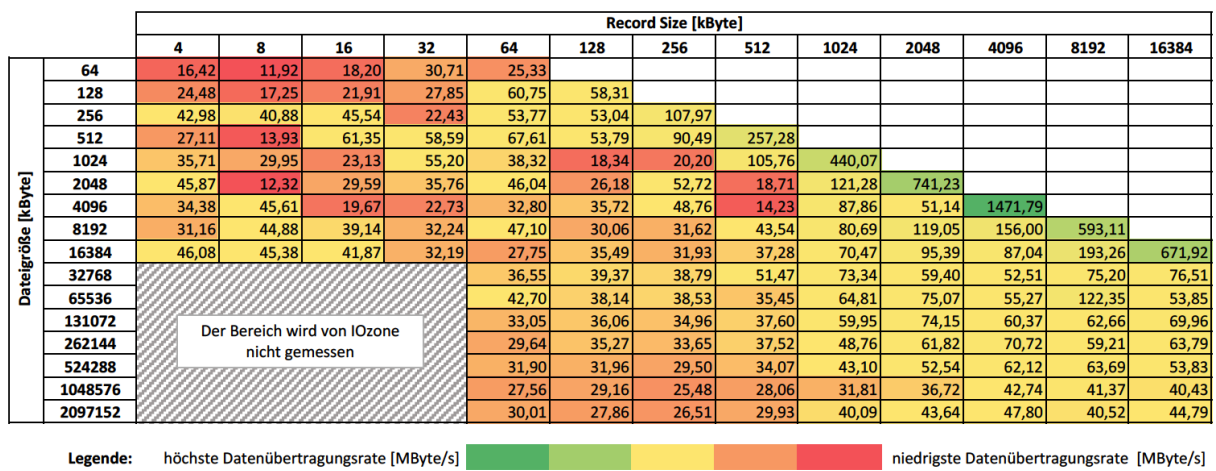 Record Size [kByte]
4 8 16 32 64 128 256 512 1024 2048 4096 8192 16384
Dateigröße [kByte]
64 16,42 11,92 18,20 30,71 25,33
128 24,48 17,25 21,91 27,85 60,75 58,31
256 42,98 40,88 45,54 22,43 53,77 53,04 107,97
512 27,11 13,93 61,35 58,59 67,61 53,79 90,49 257,28
1024 35,71 29,95 23,13 55,20 38,32 18,34 20,20 105,76 440,07
2048 45,87 12,32 29,59 35,76 46,04 26,18 52,72 18,71 121,28 741,23
4096 34,38 45,61 19,67 22,73 32,80 35,72 48,76 14,23 87,86 51,14 1471,79
8192 31,16 44,88 39,14 32,24 47,10 30,06 31,62 43,54 80,69 119,05 156,00 593,11
16384 46,08 45,38 41,87 32,19 27,75 35,49 31,93 37,28 70,47 95,39 87,04 193,26 671,92
32768 36,55 39,37 38,79 51,47 73,34 59,40 52,51 75,20 76,51
65536 42,70 38,14 38,53 35,45 64,81 75,07 55,27 122,35 53,85
131072 33,05 36,06 34,96 37,60 59,95 74,15 60,37 62,66 69,96
262144 29,64 35,27 33,65 37,52 48,76 61,82 70,72 59,21 63,79
524288 31,90 31,96 29,50 34,07 43,10 52,54 62,12 63,69 53,83
1048576 27,56 29,16 25,48 28,06 31,81 36,72 42,74 41,37 40,43
2097152 30,01 27,86 26,51 29,93 40,09 43,64 47,80 40,52 44,79
Der Bereich wird von IOzone
nicht gemessen
Legende: höchste Datenübertragungsrate [MByte/s] niedrigste Datenübertragungsrate [MByte/s]